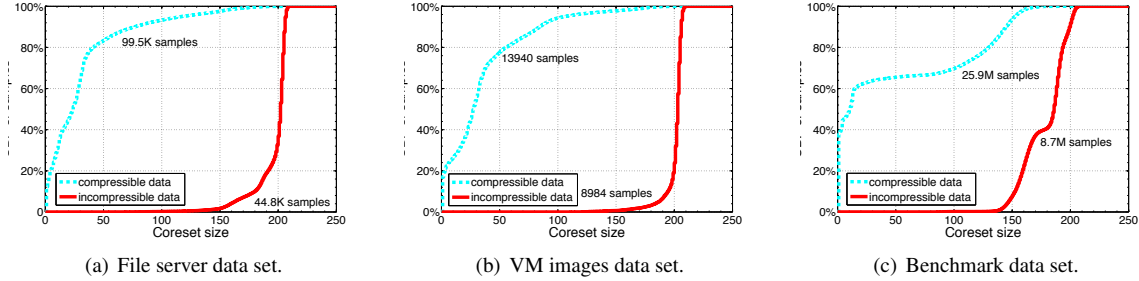 100%
80%
60%
40%
20%
0%
99.5K samples
44.8K samples
compressible data
incompressible data
0 50 100 150 200 250
Coreset size
(a) File server data set.
100%
80%
60%
40%
20%
0%
13940 samples
8984 samples
compressible data
incompressible data
0 50 100 150 200 250
Coreset size
(b) VM images data set.
100%
80%
60%
40%
20%
0%
25.9M samples
8.7M samples
compressible data
incompressible data
0 50 100 150 200 250
Coreset size
(c) Benchmark data set.